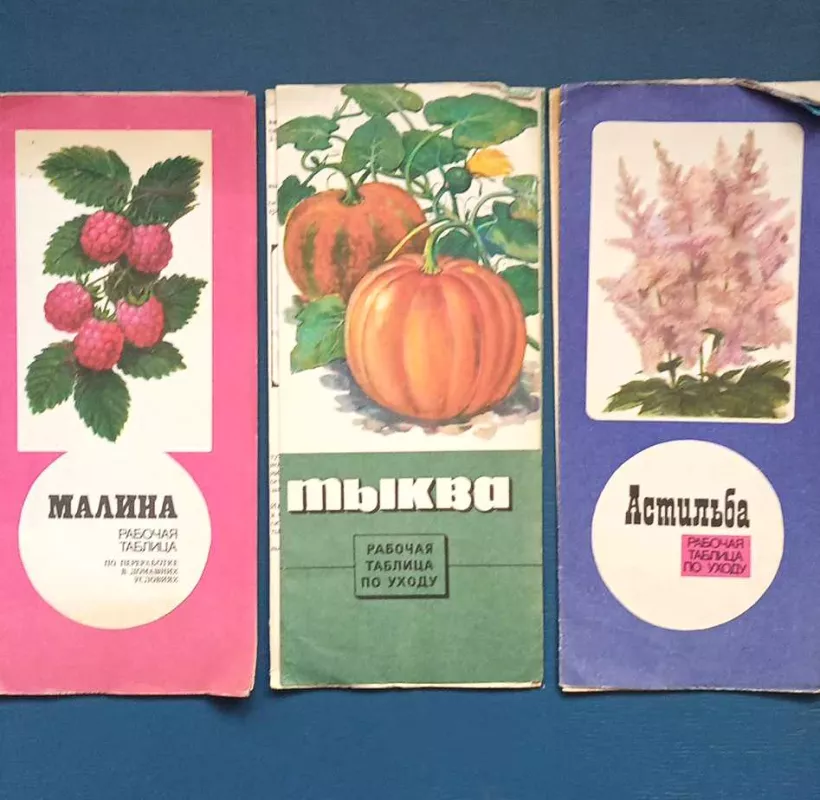 МАЛИНА
РАБОЧАЯ
ТАБЛИЦА
ПО ПЕРЕРАБОТКЕ
В ДОМАШНИХ
УСЛОВИЯХ
тыква
РАБОЧАЯ
ТАБЛИЦА
ПО УХОДУ
Астильба
РАБОЧАЯ
ТАБЛИЦА
ПО УХОДУ